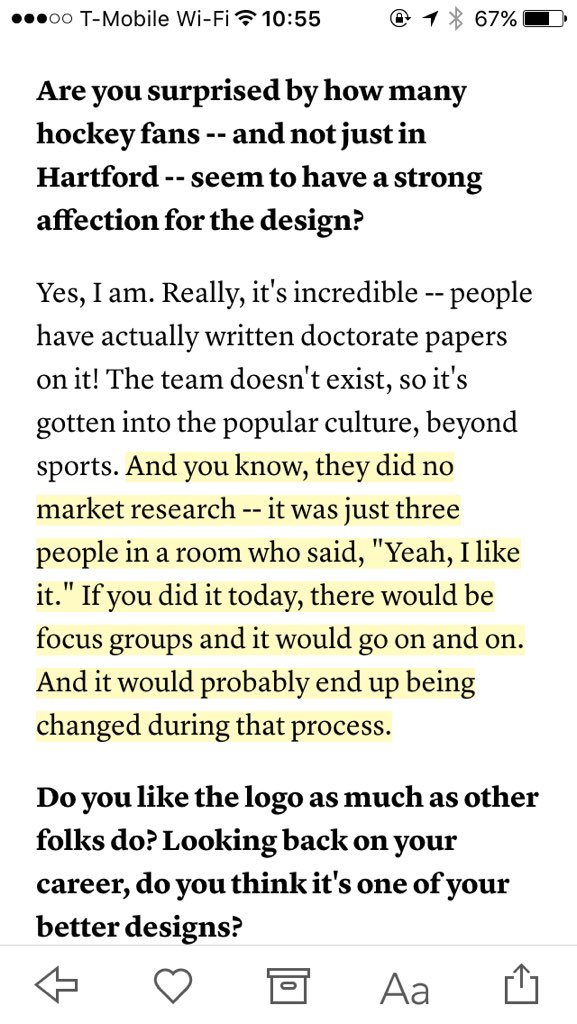 T-Mobile Wi-Fi 10:55 67%
Are you surprised by how many
hockey fans -- and not just in
Hartford -- seem to have a strong
affection for the design?
Yes, I am. Really, it's incredible -- people
have actually written doctorate papers
on it! The team doesn't exist, so it's
gotten into the popular culture, beyond
sports. And you know, they did no
market research -- it was just three
people in a room who said, "Yeah, I like
it." If you did it today, there would be
focus groups and it would go on and on.
And it would probably end up being
changed during that process.
Do you like the logo as much as other
folks do? Looking back on your
career, do you think it's one of your
better designs?
Aa